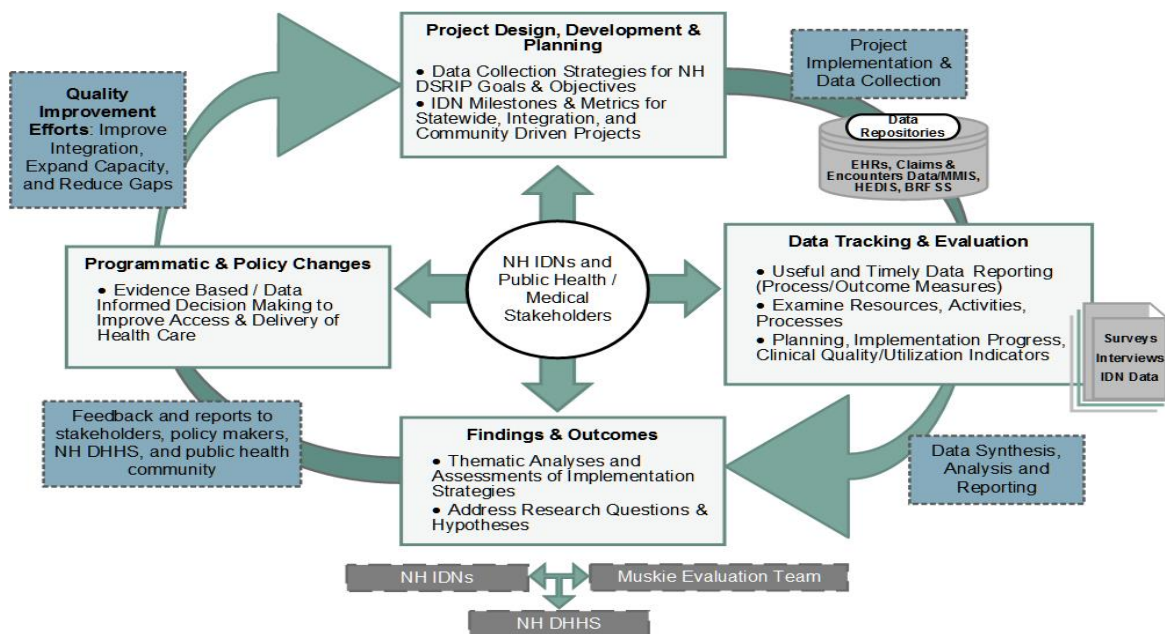 Project Design, Development &
Planning
● Data Collection Strategies for NH
DSRIP Goals & Objectives
● IDN Milestones & Metrics for
Statewide, Integration, and
Community Driven Projects
Project
Implementation &
Data Collection
Quality
Improvement
Efforts: Improve
Integration,
Expand Capacity,
and Reduce Gaps
Data
Repositories
EHRs, Claims &
Encounters Data/MMIS,
HEDIS, BRFSS
Programmatic & Policy Changes
● Evidence Based / Data
Informed Decision Making to
Improve Access & Delivery of
Health Care
NH IDNs and
Public Health /
Medical
Stakeholders
Data Tracking & Evaluation
● Useful and Timely Data Reporting
(Process/Outcome Measures)
● Examine Resources, Activities,
Processes
● Planning, Implementation Progress,
Clinical Quality/Utilization Indicators
Surveys
Interviews
IDN Data
Feedback and reports to
stakeholders, policy makers,
NH DHHS, and public health
community
Findings & Outcomes
● Thematic Analyses and
Assessments of Implementation
Strategies
● Address Research Questions &
Hypotheses
Data Synthesis,
Analysis and
Reporting
NH IDNs
Muskie Evaluation Team
NH DHHS